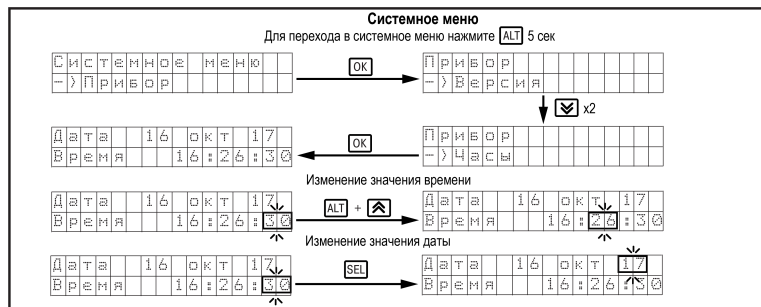 Системное меню
Для перехода в системное меню нажмите ALT 5 сек
Системное меню
->Прибор
OK
Прибор
->Версия
x2
Дата 16 окт 17
Время 16:26:30
OK
Прибор
->Часы
Изменение значения времени
Дата 16 окт 17
Время 16:26:30
ALT +
Дата 16 окт 17
Время 16:26:30
Изменение значения даты
Дата 16 окт 17
Время 16:26:30
SEL
Дата 16 окт 17
Время 16:26:30